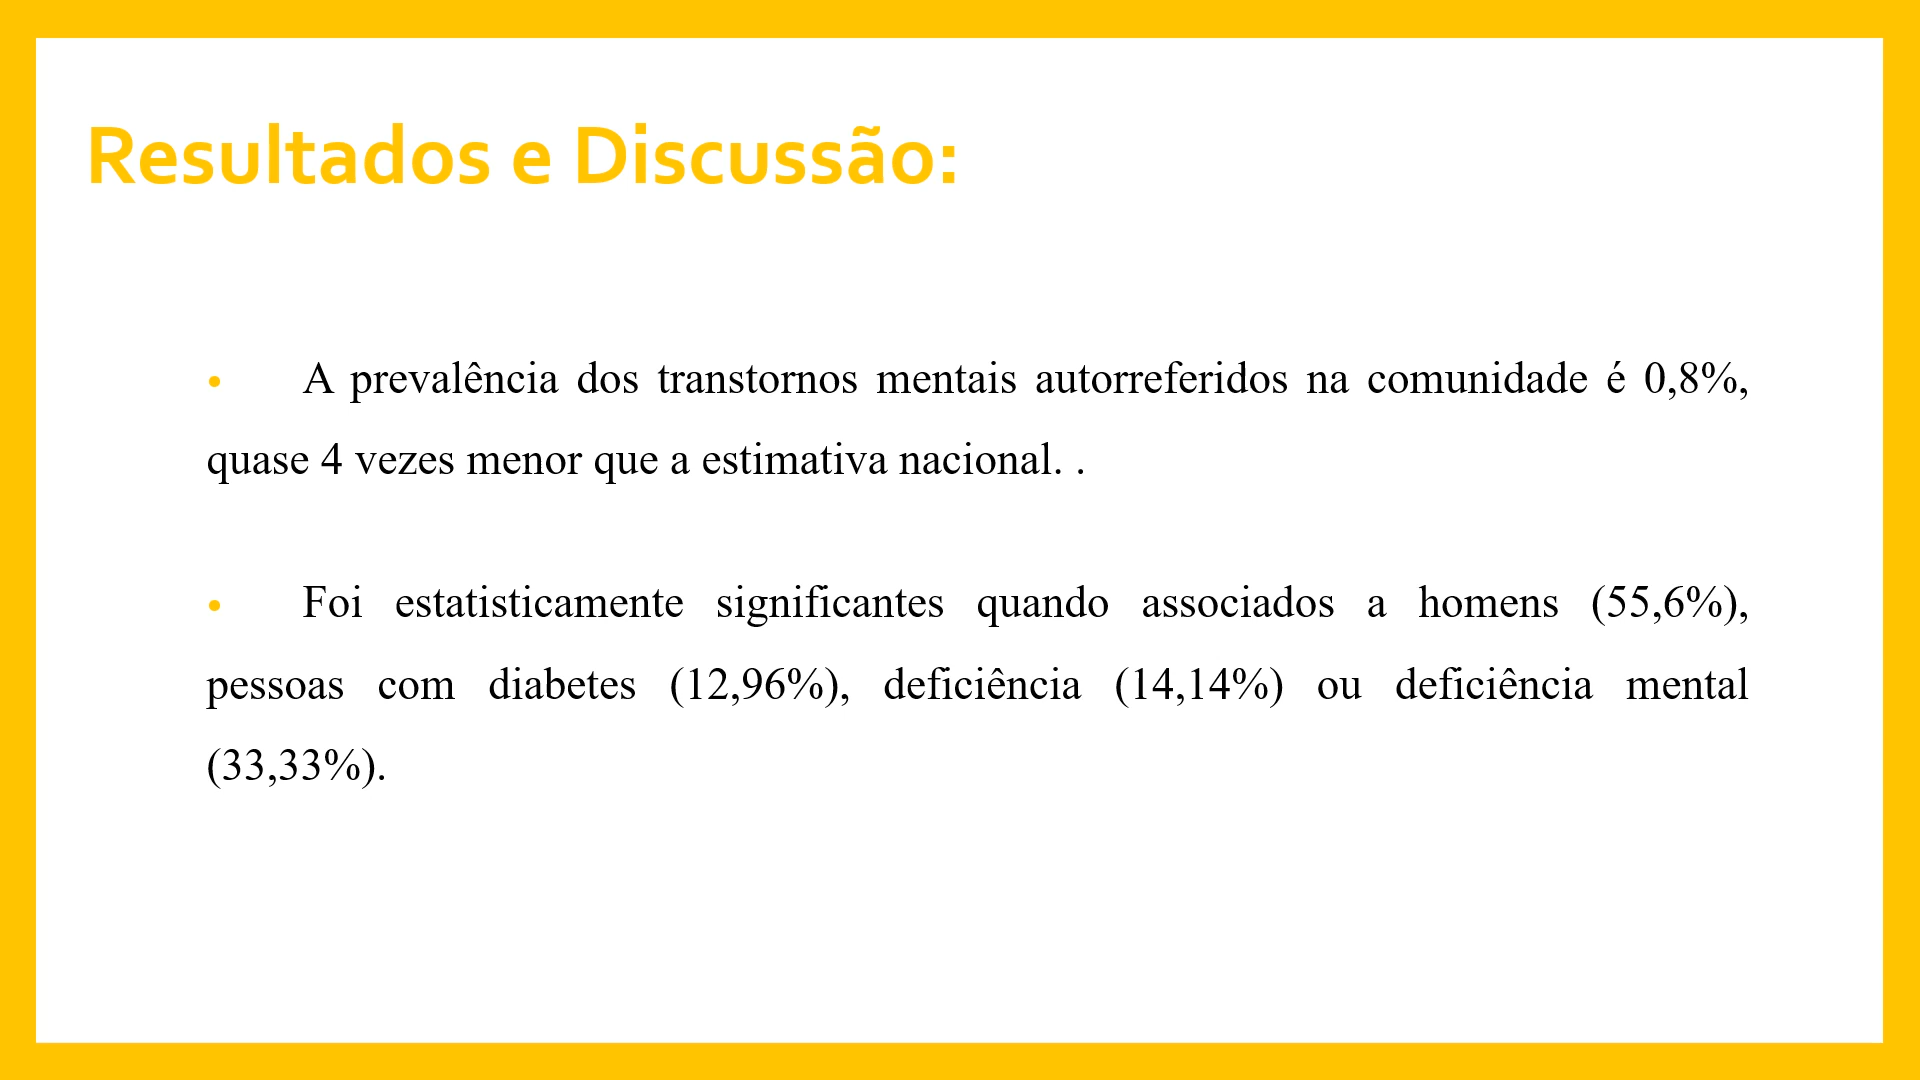 Resultados e Discussão:
• A prevalência dos transtornos mentais autorreferidos na comunidade é 0,8%,
quase 4 vezes menor que a estimativa nacional. .
• Foi estatisticamente significantes quando associados a homens (55,6%),
pessoas com diabetes (12,96%), deficiência (14,14%) ou deficiência mental
(33,33%).